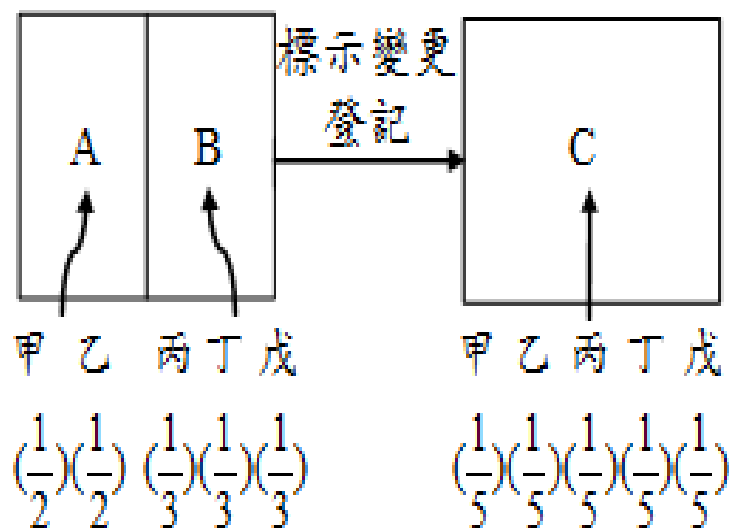 標示變更
登記
A B C
甲 乙 丙 丁 戊 甲 乙 丙 丁 戊
(1/2)(1/2) (1/3)(1/3)(1/3) (1/5)(1/5)(1/5)(1/5)(1/5)